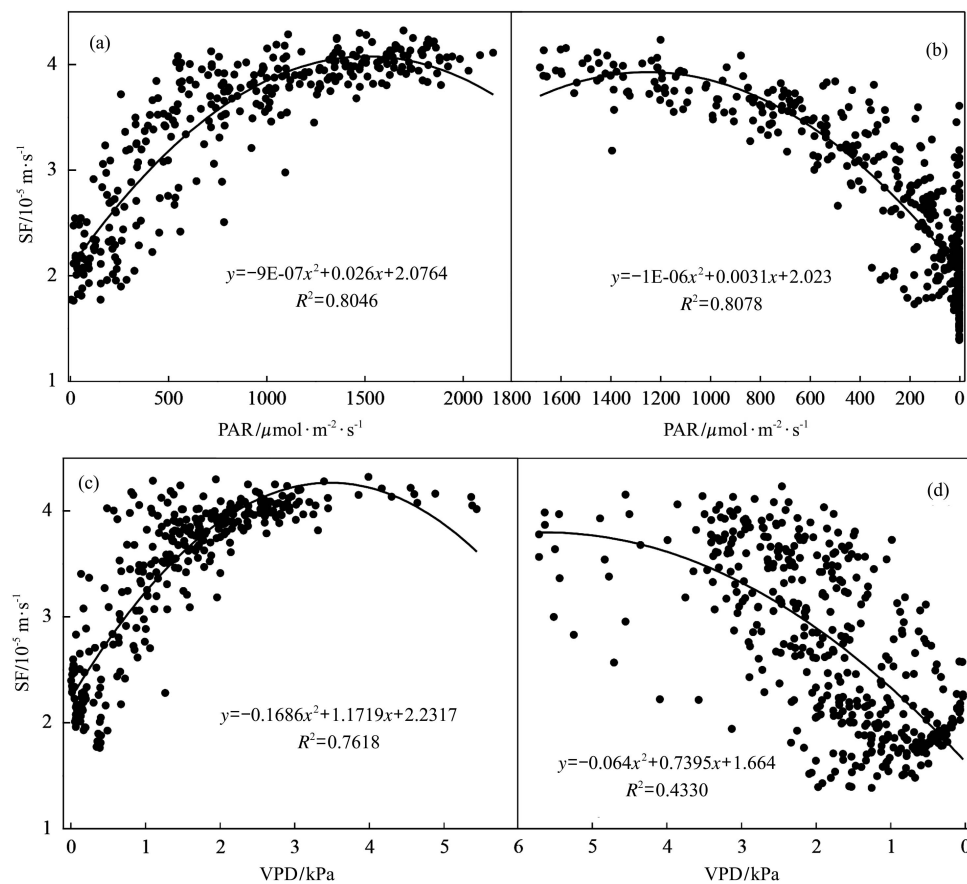 (a)
(b)
4
3
2
1
SF/10⁻⁵ m·s⁻¹
y=−9E-07x²+0.026x+2.0764
R²=0.8046
y=−1E-06x²+0.0031x+2.023
R²=0.8078
0 500 1000 1500 2000 1800 1600 1400 1200 1000 800 600 400 200 0
PAR/μmol·m⁻²·s⁻¹ PAR/μmol·m⁻²·s⁻¹
(c)
(d)
4
3
2
1
SF/10⁻⁵ m·s⁻¹
y=−0.1686x²+1.1719x+2.2317
R²=0.7618
y=−0.064x²+0.7395x+1.664
R²=0.4330
0 1 2 3 4 5 6 5 4 3 2 1 0
VPD/kPa VPD/kPa